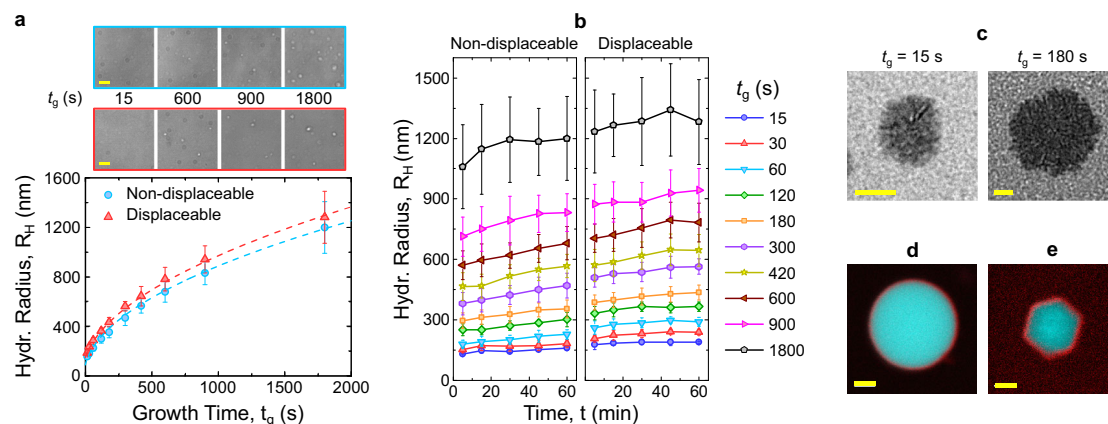 a
t_g (s) 15 600 900 1800
1600
1200
800
400
0
Hydr. Radius, R_H (nm)
Non-displaceable
Displaceable
0 500 1000 1500 2000
Growth Time, t_g (s)
b
Non-displaceable Displaceable
1500
1200
900
600
300
0
Hydr. Radius, R_H (nm)
0 20 40 60 0 20 40 60
Time, t (min)
t_g (s)
15
30
60
120
180
300
420
600
900
1800
c
t_g = 15 s t_g = 180 s
d
e